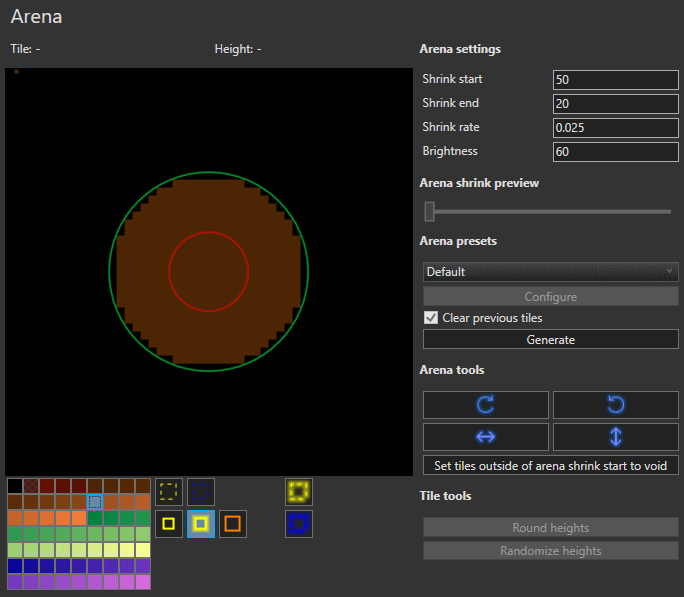 Arena
Tile: - Height: -
Arena settings
Shrink start 50
Shrink end 20
Shrink rate 0.025
Brightness 60
Arena shrink preview
Arena presets
Default
Configure
Clear previous tiles
Generate
Arena tools
Set tiles outside of arena shrink start to void
Tile tools
Round heights
Randomize heights